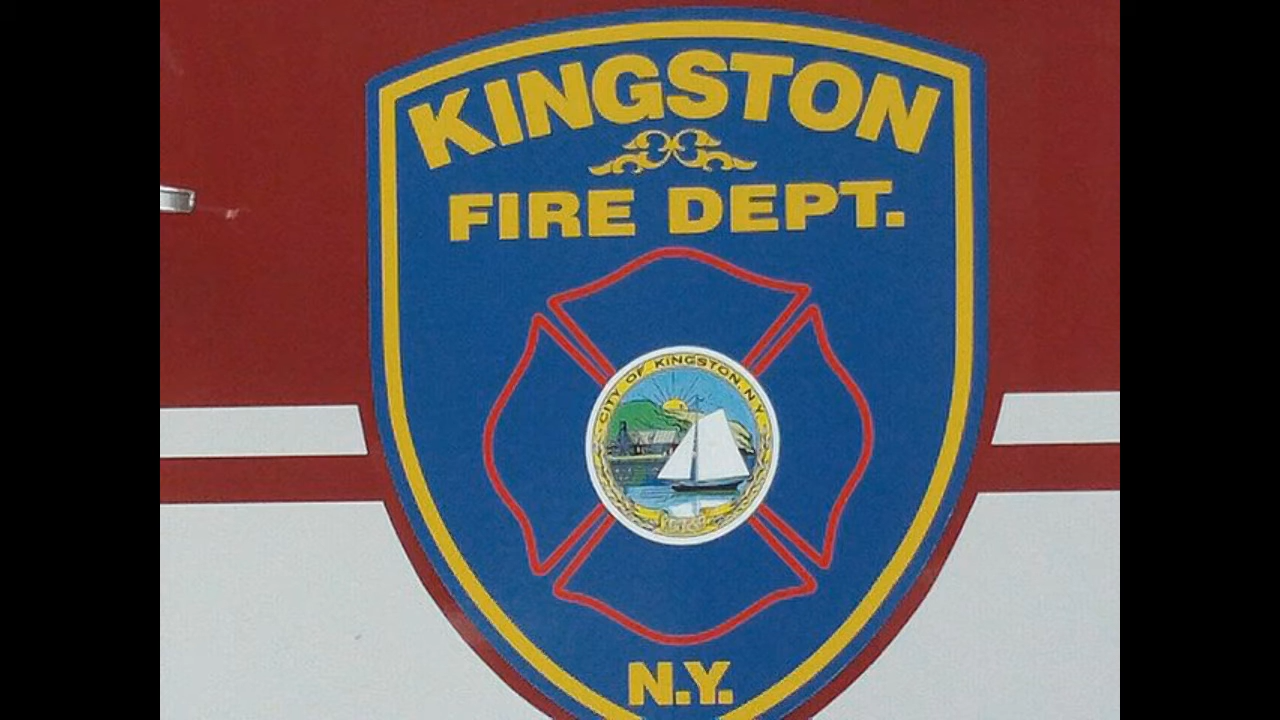 KINGSTON
FIRE DEPT.
CITY OF KINGSTON, N.Y.
N.Y.